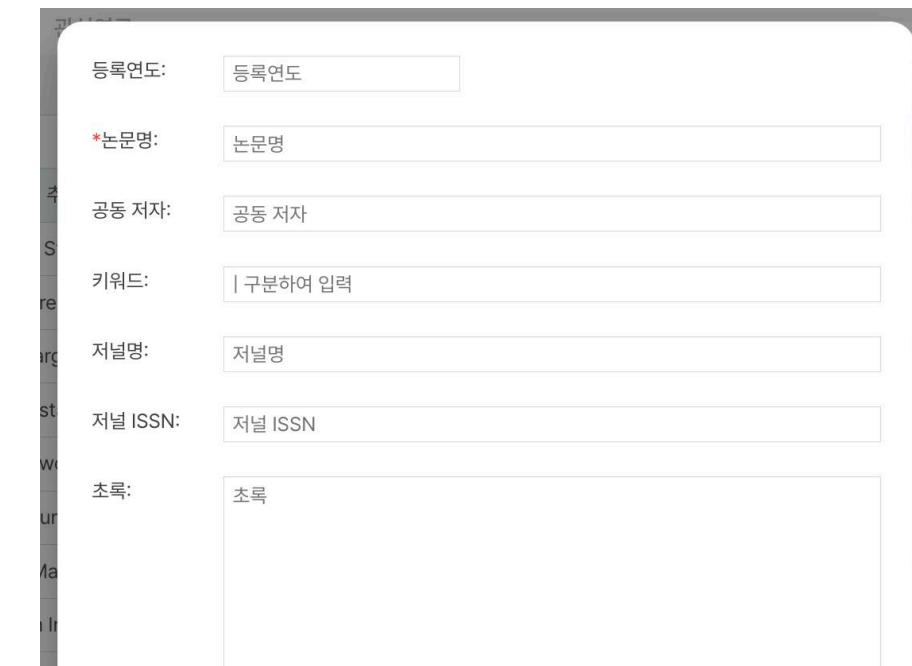 등록연도:
등록연도
*논문명:
논문명
공동 저자:
공동 저자
키워드:
| 구분하여 입력
저널명:
저널명
저널 ISSN:
저널 ISSN
초록:
초록